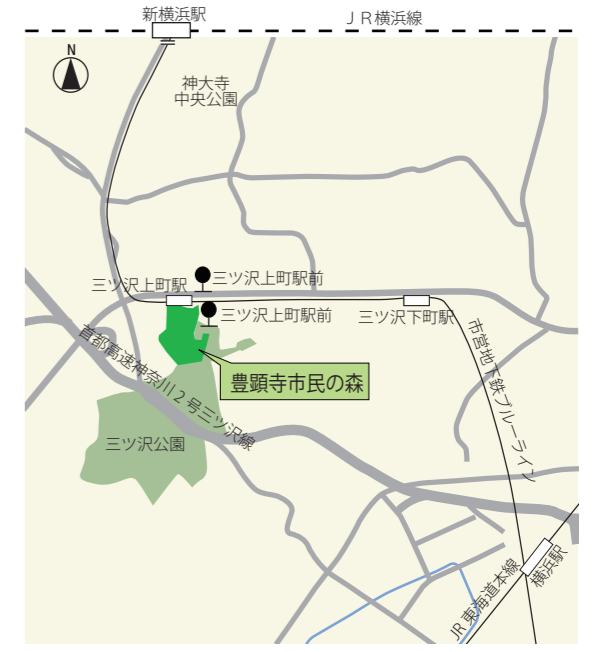 新横浜駅
ＪＲ横浜線
N
神大寺
中央公園
三ツ沢上町駅
三ツ沢上町駅前
三ツ沢上町駅前
三ツ沢下町駅
市営地下鉄ブルーライン
首都高速神奈川２号三ツ沢線
豊顕寺市民の森
三ツ沢公園
JR東海道本線
横浜駅